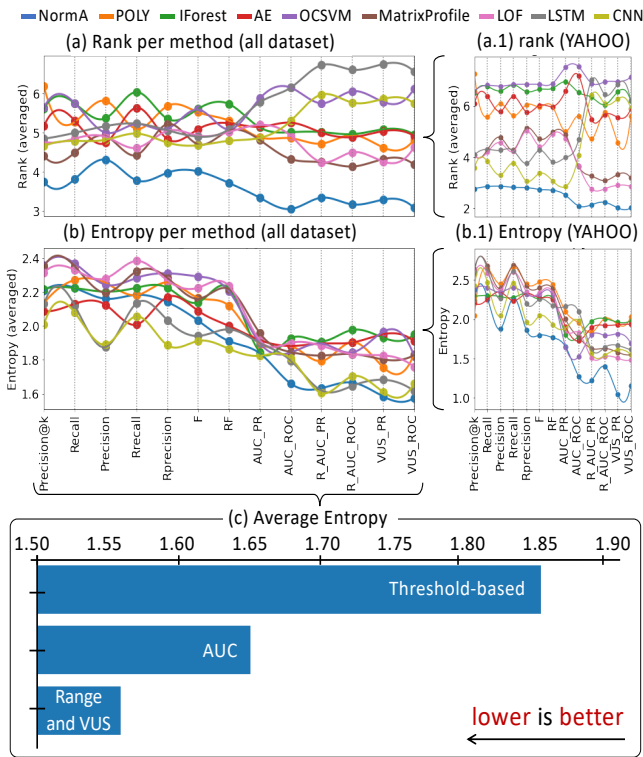 NormA POLY IForest AE OCSVM MatrixProfile LOF LSTM CNN
(a) Rank per method (all dataset)
(a.1) rank (YAHOO)
Rank (averaged)
6
5
4
3
Rank (averaged)
6
4
2
(b) Entropy per method (all dataset)
(b.1) Entropy (YAHOO)
Entropy (averaged)
2.4
2.2
2.0
1.8
1.6
Entropy
2.5
2.0
1.5
1.0
Precision@k
Recall
Precision
Rrecall
Rprecision
F
RF
AUC_PR
AUC_ROC
R_AUC_PR
R_AUC_ROC
VUS_PR
VUS_ROC
Precision@k
Recall
Precision
Rrecall
Rprecision
F
RF
AUC_PR
AUC_ROC
R_AUC_PR
R_AUC_ROC
VUS_PR
VUS_ROC
(c) Average Entropy
1.50 1.55 1.60 1.65 1.70 1.75 1.80 1.85 1.90
Threshold-based
AUC
Range
and VUS
lower is better